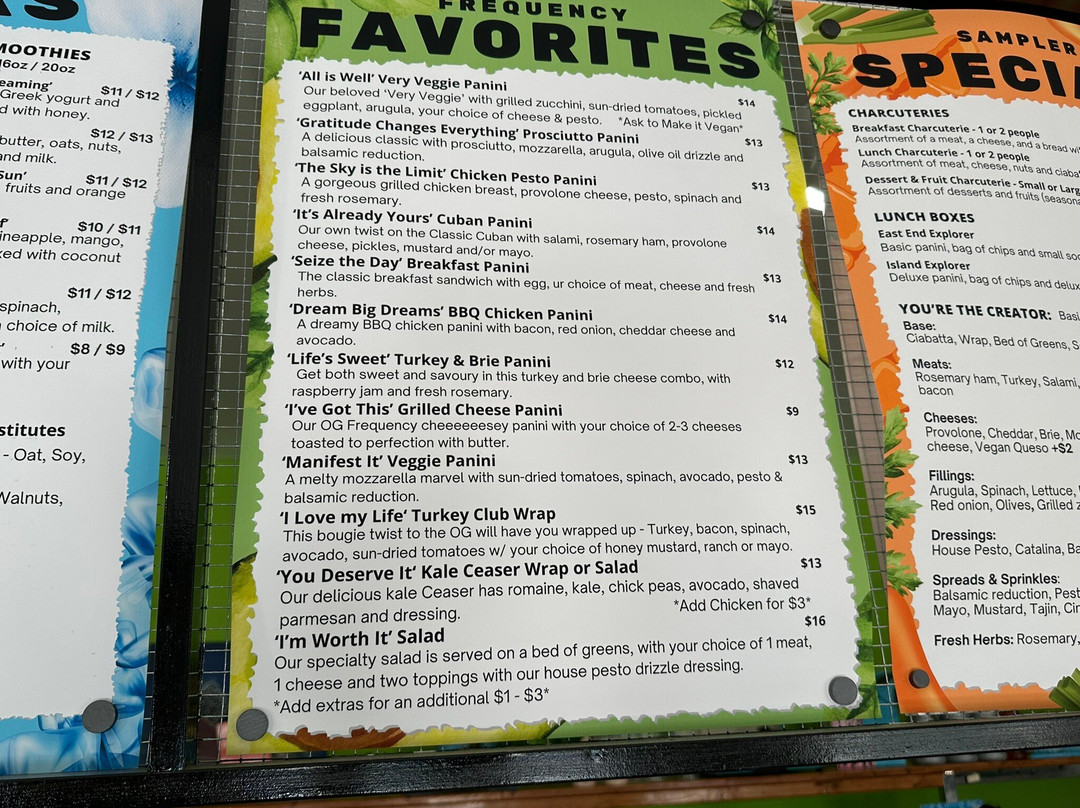 MOOTHIES
16oz / 20oz
$11 / $12
Greek yogurt and
d with honey.
$12 / $13
butter, oats, nuts,
and milk.
$11 / $12
fruits and orange
$10 / $11
ineapple, mango,
xed with coconut
$11 / $12
spinach,
choice of milk.
$8 / $9
with your
stitutes
- Oat, Soy,
Walnuts,
FREQUENCY
FAVORITES
'All is Well' Very Veggie Panini $14
Our beloved 'Very Veggie' with grilled zucchini, sun-dried tomatoes, pickled
eggplant, arugula, your choice of cheese & pesto. *Ask to Make it Vegan*
'Gratitude Changes Everything' Prosciutto Panini $13
A delicious classic with prosciutto, mozzarella, arugula, olive oil drizzle and
balsamic reduction.
'The Sky is the Limit' Chicken Pesto Panini $13
A gorgeous grilled chicken breast, provolone cheese, pesto, spinach and
fresh rosemary.
'It's Already Yours' Cuban Panini $14
Our own twist on the Classic Cuban with salami, rosemary ham, provolone
cheese, pickles, mustard and/or mayo.
'Seize the Day' Breakfast Panini $13
The classic breakfast sandwich with egg, ur choice of meat, cheese and fresh
herbs.
'Dream Big Dreams' BBQ Chicken Panini $14
A dreamy BBQ chicken panini with bacon, red onion, cheddar cheese and
avocado.
'Life's Sweet' Turkey & Brie Panini $12
Get both sweet and savoury in this turkey and brie cheese combo, with
raspberry jam and fresh rosemary.
'I've Got This' Grilled Cheese Panini $9
Our OG Frequency cheeeeeesey panini with your choice of 2-3 cheeses
toasted to perfection with butter.
'Manifest It' Veggie Panini $13
A melty mozzarella marvel with sun-dried tomatoes, spinach, avocado, pesto &
balsamic reduction.
'I Love my Life' Turkey Club Wrap $15
This bougie twist to the OG will have you wrapped up - Turkey, bacon, spinach,
avocado, sun-dried tomatoes w/ your choice of honey mustard, ranch or mayo.
'You Deserve It' Kale Ceaser Wrap or Salad $13
Our delicious kale Ceaser has romaine, kale, chick peas, avocado, shaved
parmesan and dressing. *Add Chicken for $3*
'I'm Worth It' Salad $16
Our specialty salad is served on a bed of greens, with your choice of 1 meat,
1 cheese and two toppings with our house pesto drizzle dressing.
*Add extras for an additional $1 - $3*
SAMPLER
SPECIA
CHARCUTERIES
Breakfast Charcuterie - 1 or 2 people
Assortment of a meat, a cheese, and a bread wi
Lunch Charcuterie - 1 or 2 people
Assortment of meat, cheese, nuts and ciaba
Dessert & Fruit Charcuterie - Small or Larg
Assortment of desserts and fruits (seasona
LUNCH BOXES
East End Explorer
Basic panini, bag of chips and small so
Island Explorer
Deluxe panini, bag of chips and delux
YOU'RE THE CREATOR: Basi
Base:
Ciabatta, Wrap, Bed of Greens, S
Meats:
Rosemary ham, Turkey, Salami,
bacon
Cheeses:
Provolone, Cheddar, Brie, Mo
cheese, Vegan Queso +$2
Fillings:
Arugula, Spinach, Lettuce,
Red onion, Olives, Grilled z
Dressings:
House Pesto, Catalina, Ba
Spreads & Sprinkles:
Balsamic reduction, Pest
Mayo, Mustard, Tajin, Cin
Fresh Herbs: Rosemary,